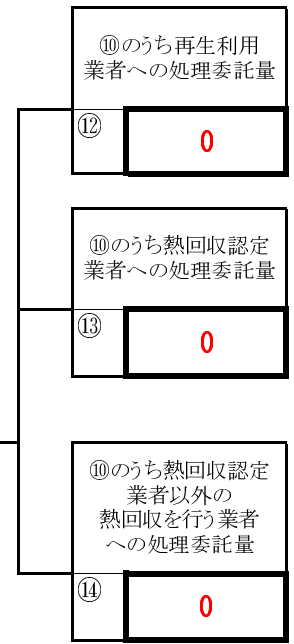 ⑩のうち再生利用
業者への処理委託量
⑫
0
⑩のうち熱回収認定
業者への処理委託量
⑬
0
⑩のうち熱回収認定
業者以外の
熱回収を行う業者
への処理委託量
⑭
0